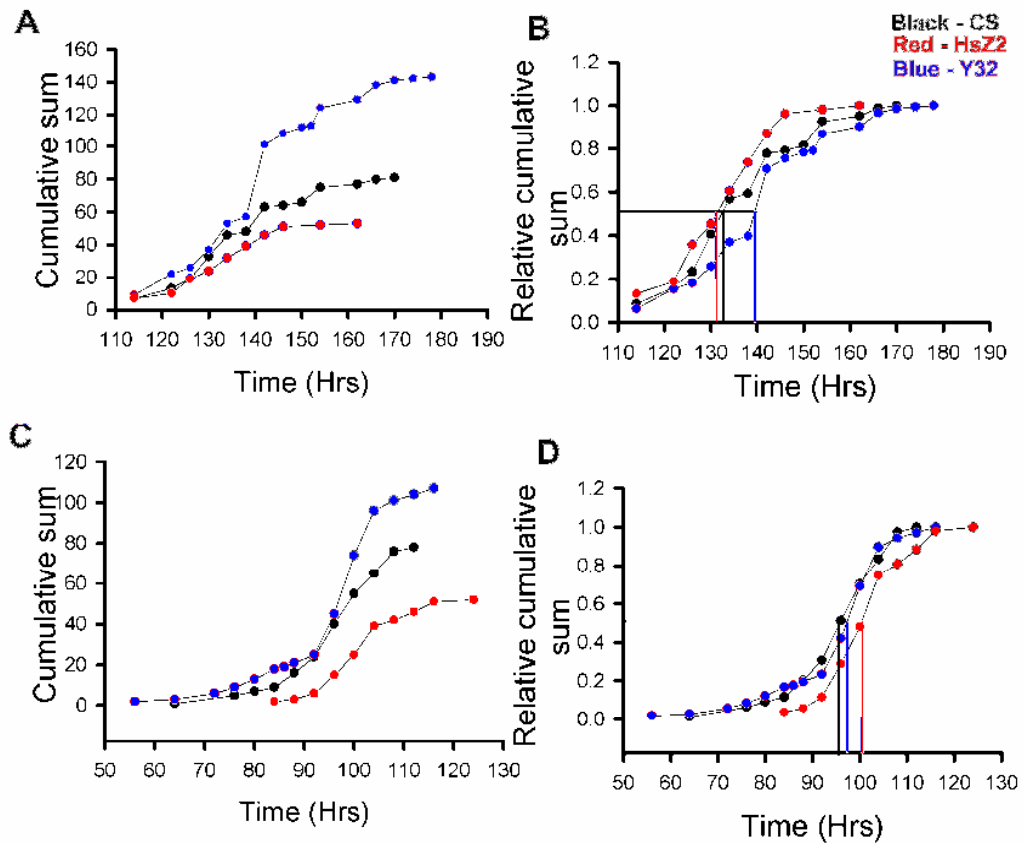 A
160
140
120
100
80
60
40
20
0
Cumulative sum
110 120 130 140 150 160 170 180 190
Time (Hrs)
B
Black - CS
Red - HsZ2
Blue - Y32
1.2
1.0
0.8
0.6
0.4
0.2
0.0
Relative cumulative
sum
110 120 130 140 150 160 170 180 190
Time (Hrs)
C
120
100
80
60
40
20
0
Cumulative sum
50 60 70 80 90 100 110 120 130
Time (Hrs)
D
1.2
1.0
0.8
0.6
0.4
0.2
0.0
Relative cumulative
sum
50 60 70 80 90 100 110 120 130
Time (Hrs)